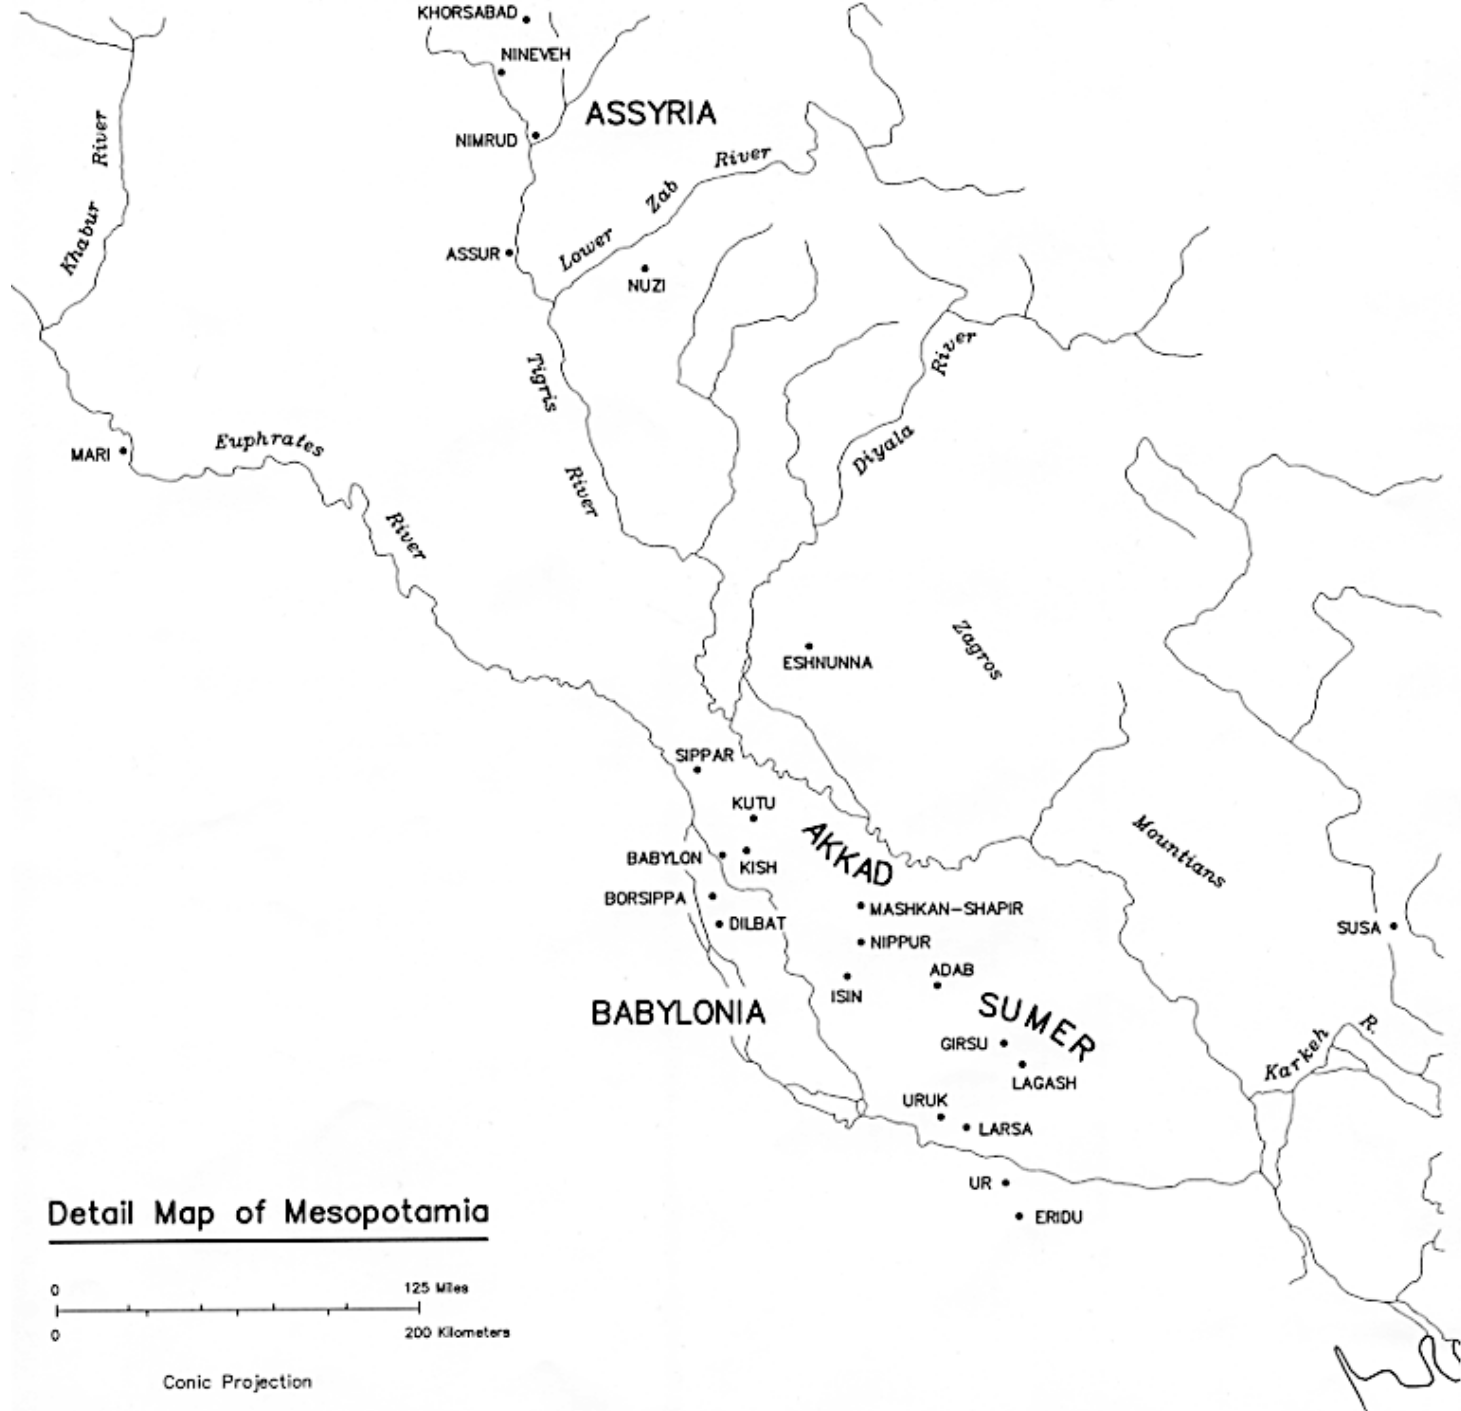 KHORSABAD
NINEVEH
ASSYRIA
NIMRUD
Khabur River
Lower Zab River
ASSUR
NUZI
Tigris River
Diyala River
MARI
Euphrates River
ESHNUNNA
Zagros Mountians
SIPPAR
KUTU
AKKAD
BABYLON
KISH
BORSIPPA
MASHKAN-SHAPIR
DILBAT
SUSA
NIPPUR
ADAB
ISIN
BABYLONIA
SUMER
GIRSU
Karkeh R.
LAGASH
URUK
LARSA
UR
ERIDU
Detail Map of Mesopotamia
0 125 Miles
0 200 Kilometers
Conic Projection